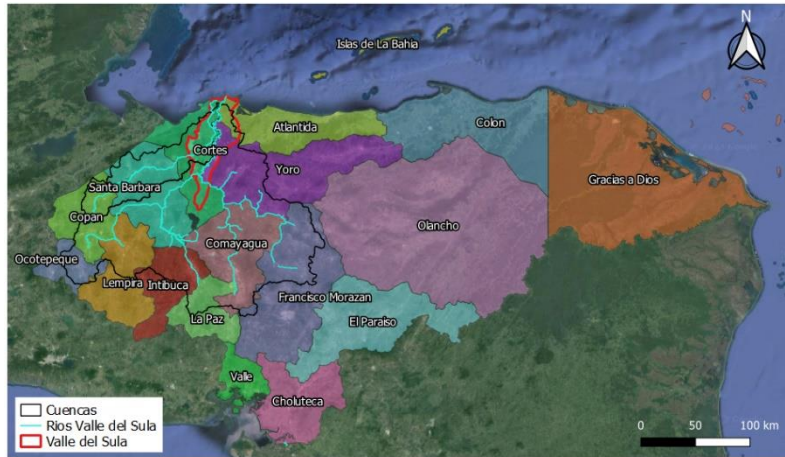 N
Islas de La Bahia
Atlantida
Colon
Cortes
Yoro
Gracias a Dios
Santa Barbara
Copan
Olancho
Comayagua
Ocotepeque
Lempira
Intibuca
Francisco Morazan
La Paz
El Paraiso
Valle
Choluteca
Cuencas
Rios Valle del Sula
Valle del Sula
0 50 100 km